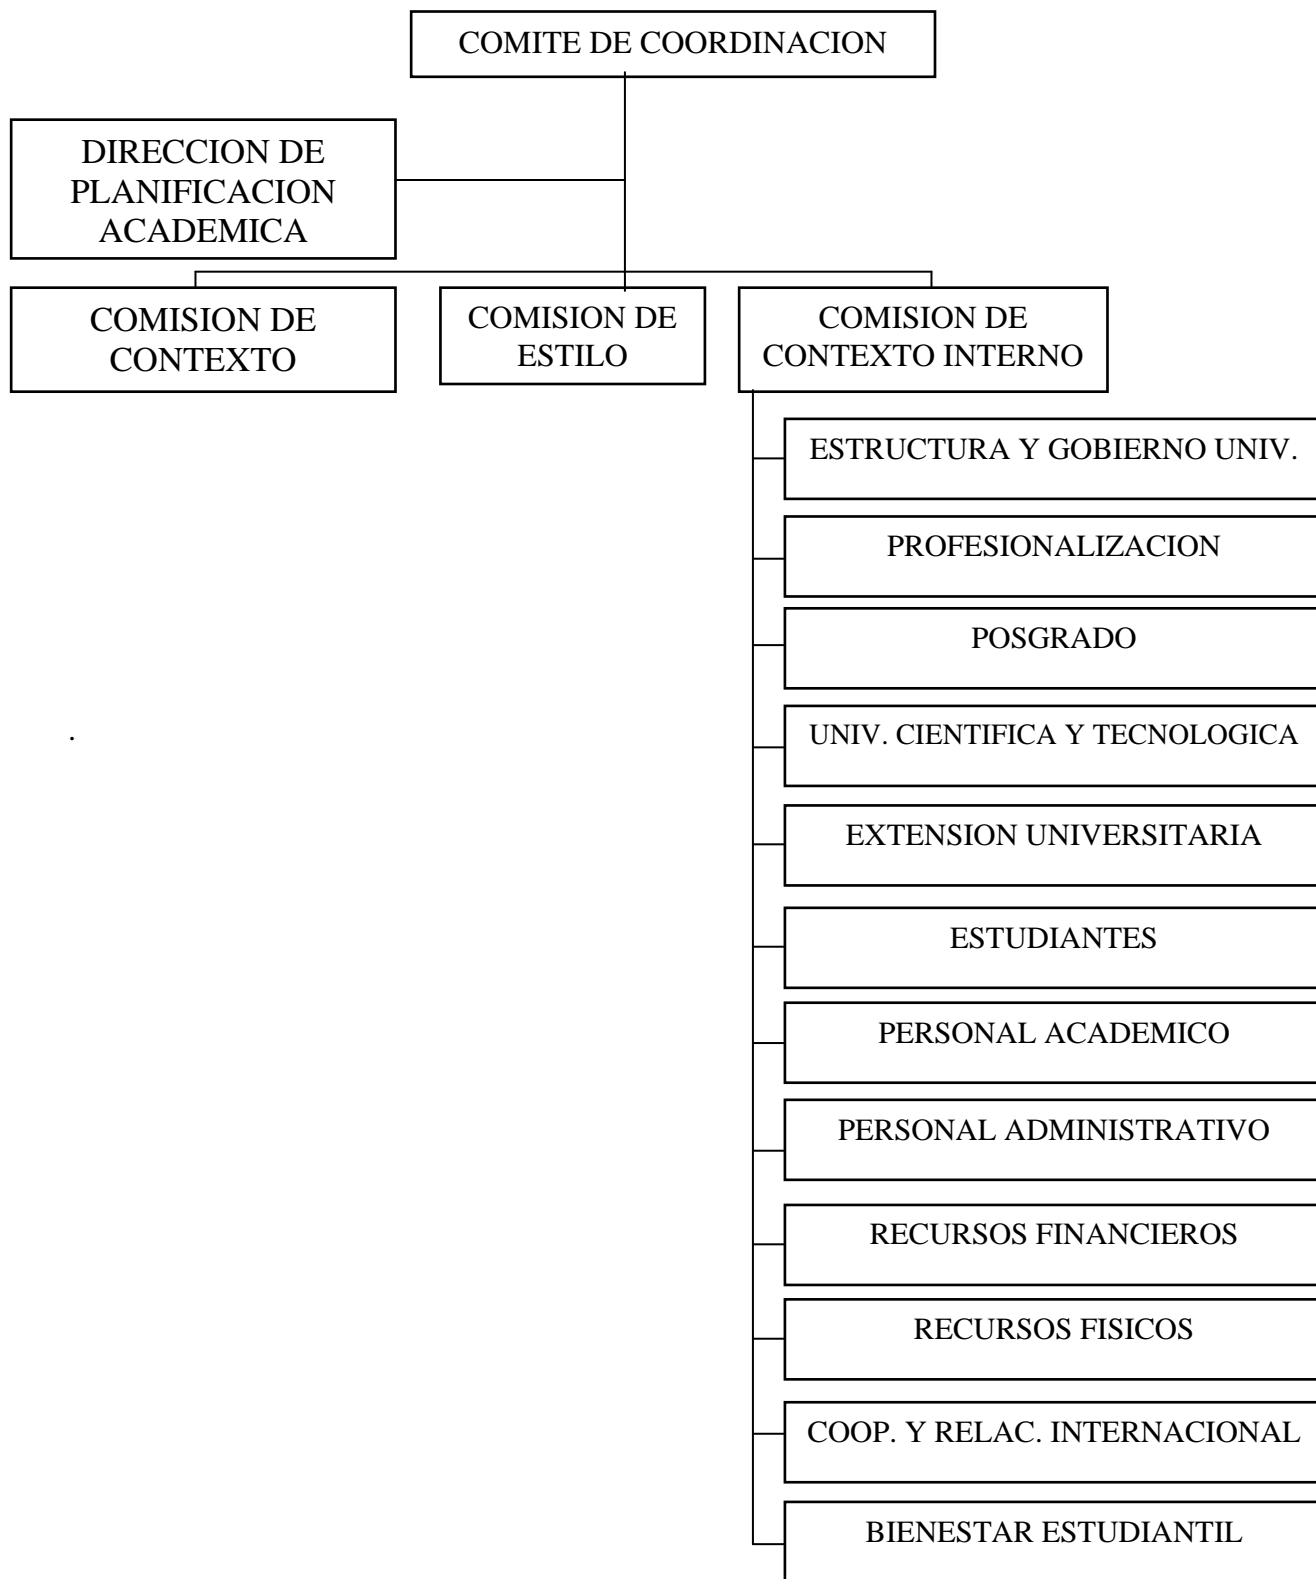 COMITE DE COORDINACION
DIRECCION DE
PLANIFICACION
ACADEMICA
COMISION DE
CONTEXTO
COMISION DE
ESTILO
COMISION DE
CONTEXTO INTERNO
ESTRUCTURA Y GOBIERNO UNIV.
PROFESIONALIZACION
POSGRADO
.
UNIV. CIENTIFICA Y TECNOLOGICA
EXTENSION UNIVERSITARIA
ESTUDIANTES
PERSONAL ACADEMICO
PERSONAL ADMINISTRATIVO
RECURSOS FINANCIEROS
RECURSOS FISICOS
COOP. Y RELAC. INTERNACIONAL
BIENESTAR ESTUDIANTIL